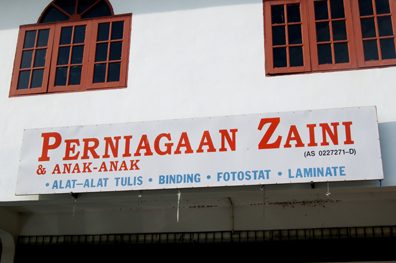 PERNIAGAAN ZAINI
& ANAK-ANAK (AS 0227271-D)
ALAT-ALAT TULIS • BINDING • FOTOSTAT • LAMINATE